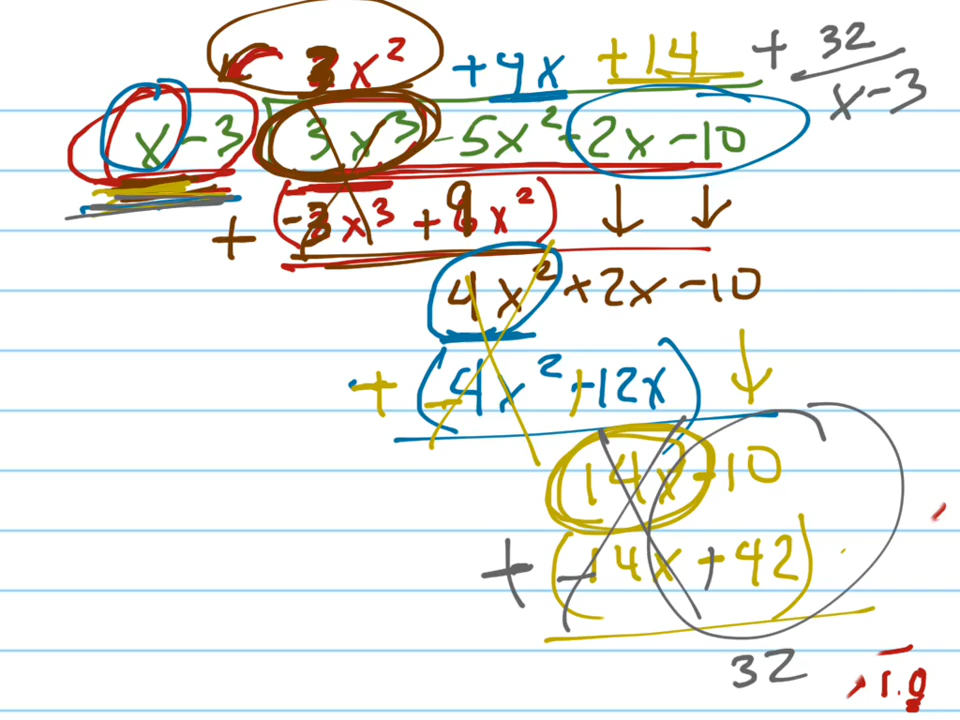 3x² +4x +14 + 32/(x-3)
x-3 3x³ -5x² +2x -10
+ (-3x³ + 9x²)
4x² +2x -10
+ (-4x² +12x)
14x -10
+ (-14x + 42)
32